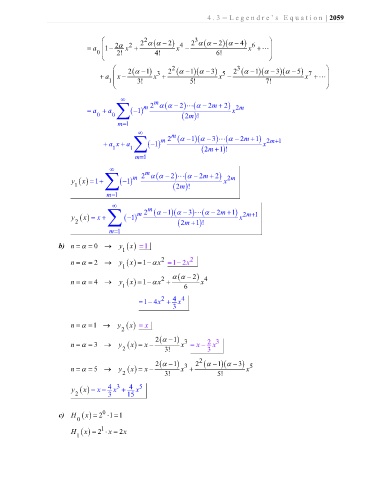 4.3–Legendre's Equation | 2059
= a₀ (1 − 2α/2! x² + 2²α(α−2)/4! x⁴ − 2³α(α−2)(α−4)/6! x⁶ + ⋯)
+ a₁ (x − 2(α−1)/3! x³ + 2²(α−1)(α−3)/5! x⁵ − 2³(α−1)(α−3)(α−5)/7! x⁷ + ⋯)
= a₀ + a₀ ∑_{m=1}^{∞} (−1)^m 2^m α(α−2)⋯(α−2m+2)/(2m)! x^{2m}
+ a₁x + a₁ ∑_{m=1}^{∞} (−1)^m 2^m (α−1)(α−3)⋯(α−2m+1)/(2m+1)! x^{2m+1}
y₁(x) = 1 + ∑_{m=1}^{∞} (−1)^m 2^m α(α−2)⋯(α−2m+2)/(2m)! x^{2m}
y₂(x) = x + ∑_{m=1}^{∞} (−1)^m 2^m (α−1)(α−3)⋯(α−2m+1)/(2m+1)! x^{2m+1}
b) n = α = 0 → y₁(x) = 1
n = α = 2 → y₁(x) = 1 − αx² = 1 − 2x²
n = α = 4 → y₁(x) = 1 − αx² + α(α−2)/6 x⁴
= 1 − 4x² + 4/3 x⁴
n = α = 1 → y₂(x) = x
n = α = 3 → y₂(x) = x − 2(α−1)/3! x³ = x − 2/3 x³
n = α = 5 → y₂(x) = x − 2(α−1)/3! x³ + 2²(α−1)(α−3)/5! x⁵
y₂(x) = x − 4/3 x³ + 4/15 x⁵
c) H₀(x) = 2⁰·1 = 1
H₁(x) = 2¹·x = 2x